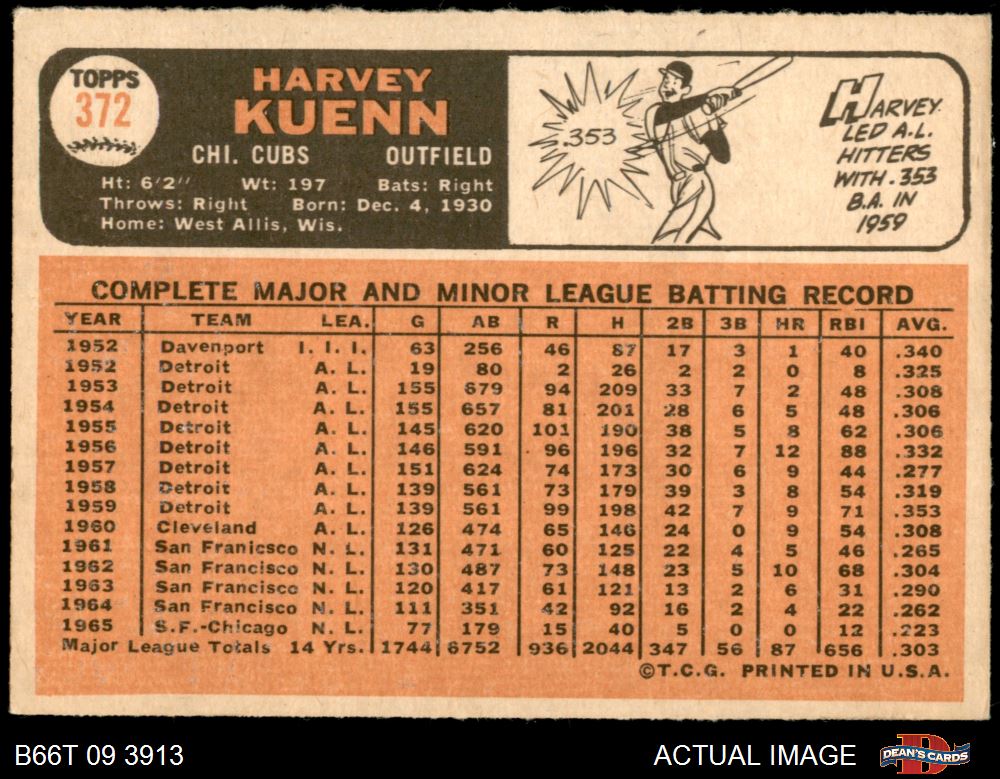 TOPPS
372
HARVEY
KUENN
CHI. CUBS OUTFIELD
Ht: 6'2" Wt: 197 Bats: Right
Throws: Right Born: Dec. 4, 1930
Home: West Allis, Wis.
.353
HARVEY
LED A.L.
HITTERS
WITH .353
B.A. IN
1959
COMPLETE MAJOR AND MINOR LEAGUE BATTING RECORD
YEAR TEAM LEA. G AB R H 2B 3B HR RBI AVG.
1952 Davenport I. I. I. 63 256 46 87 17 3 1 40 .340
1952 Detroit A. L. 19 80 2 26 2 2 0 8 .325
1953 Detroit A. L. 155 679 94 209 33 7 2 48 .308
1954 Detroit A. L. 155 657 81 201 28 6 5 48 .306
1955 Detroit A. L. 145 620 101 190 38 5 8 62 .306
1956 Detroit A. L. 146 591 96 196 32 7 12 88 .332
1957 Detroit A. L. 151 624 74 173 30 6 9 44 .277
1958 Detroit A. L. 139 561 73 179 39 3 8 54 .319
1959 Detroit A. L. 139 561 99 198 42 7 9 71 .353
1960 Cleveland A. L. 126 474 65 146 24 0 9 54 .308
1961 San Franicsco N. L. 131 471 60 125 22 4 5 46 .265
1962 San Francisco N. L. 130 487 73 148 23 5 10 68 .304
1963 San Francisco N. L. 120 417 61 121 13 2 6 31 .290
1964 San Francisco N. L. 111 351 42 92 16 2 4 22 .262
1965 S.F.-Chicago N. L. 77 179 15 40 5 0 0 12 .223
Major League Totals 14 Yrs. 1744 6752 936 2044 347 56 87 656 .303
©T.C.G. PRINTED IN U.S.A.
B66T 09 3913 ACTUAL IMAGE DEAN'S CARDS